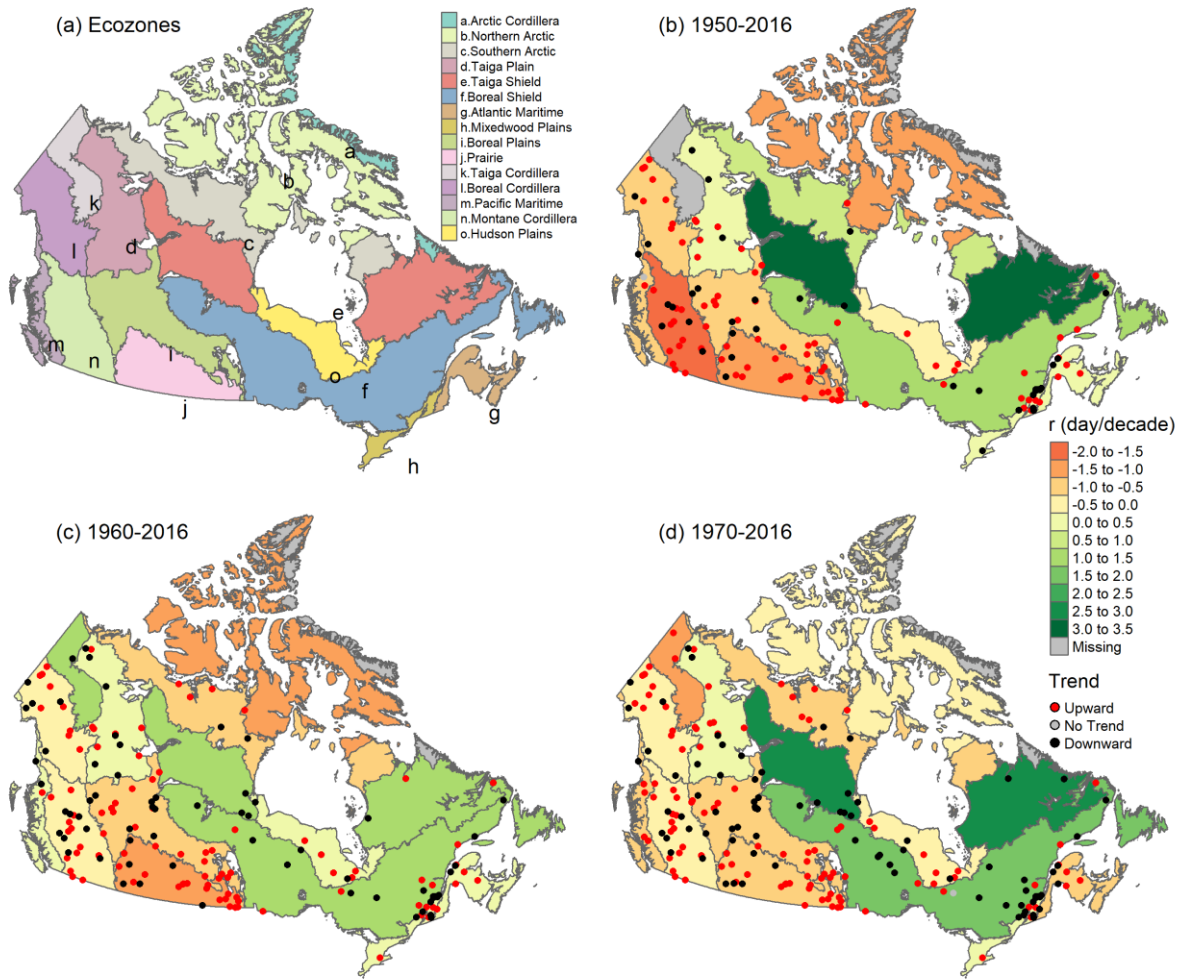 (a) Ecozones
a.Arctic Cordillera
b.Northern Arctic
c.Southern Arctic
d.Taiga Plain
e.Taiga Shield
f.Boreal Shield
g.Atlantic Maritime
h.Mixedwood Plains
i.Boreal Plains
j.Prairie
k.Taiga Cordillera
l.Boreal Cordillera
m.Pacific Maritime
n.Montane Cordillera
o.Hudson Plains
a
b
k
c
d
l
e
m
n
i
o
f
j
g
h
(b) 1950-2016
r (day/decade)
-2.0 to -1.5
-1.5 to -1.0
-1.0 to -0.5
-0.5 to 0.0
0.0 to 0.5
0.5 to 1.0
1.0 to 1.5
1.5 to 2.0
2.0 to 2.5
2.5 to 3.0
3.0 to 3.5
Missing
Trend
Upward
No Trend
Downward
(c) 1960-2016
(d) 1970-2016